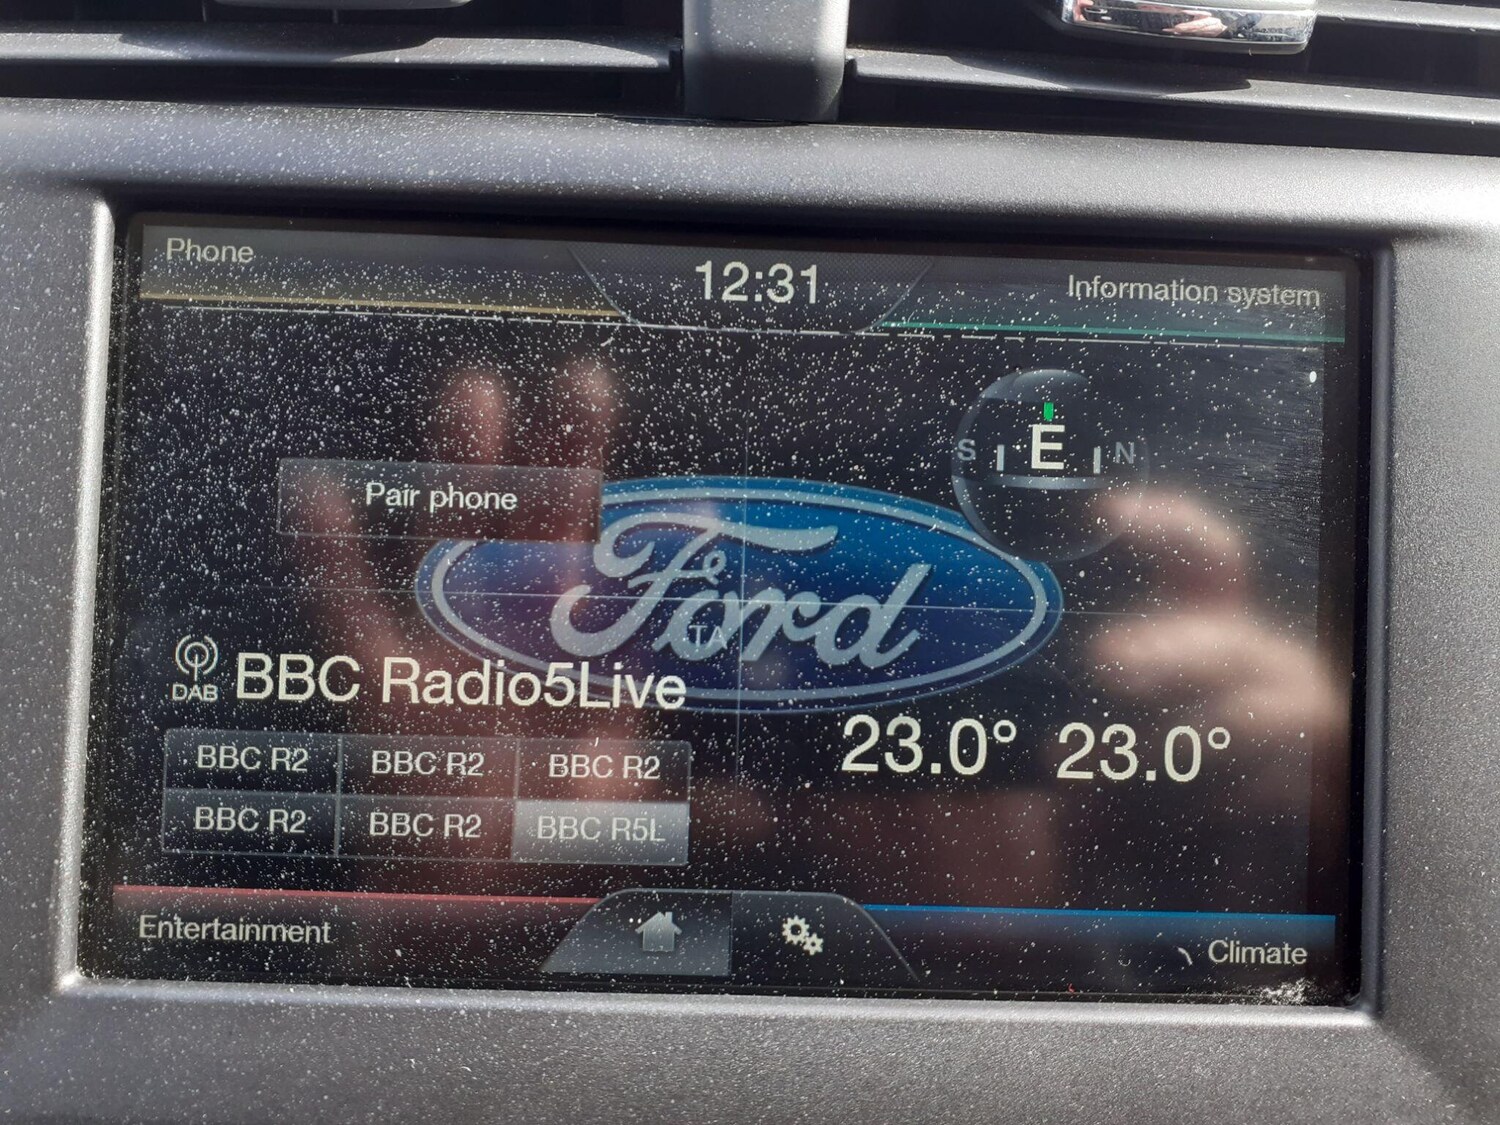 Phone
12:31
Information system
S E N
Pair phone
Ford
TA
DAB
BBC Radio5Live
23.0° 23.0°
BBC R2 BBC R2 BBC R2
BBC R2 BBC R2 BBC R5L
Entertainment
Climate